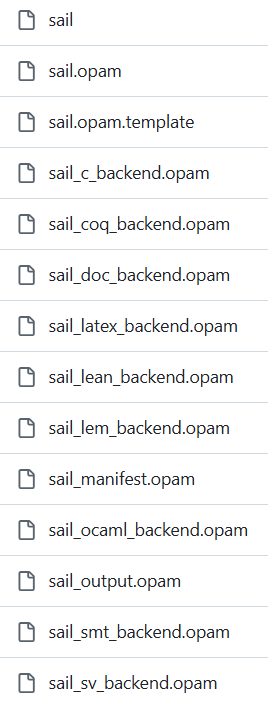 sail
sail.opam
sail.opam.template
sail_c_backend.opam
sail_coq_backend.opam
sail_doc_backend.opam
sail_latex_backend.opam
sail_lean_backend.opam
sail_lem_backend.opam
sail_manifest.opam
sail_ocaml_backend.opam
sail_output.opam
sail_smt_backend.opam
sail_sv_backend.opam